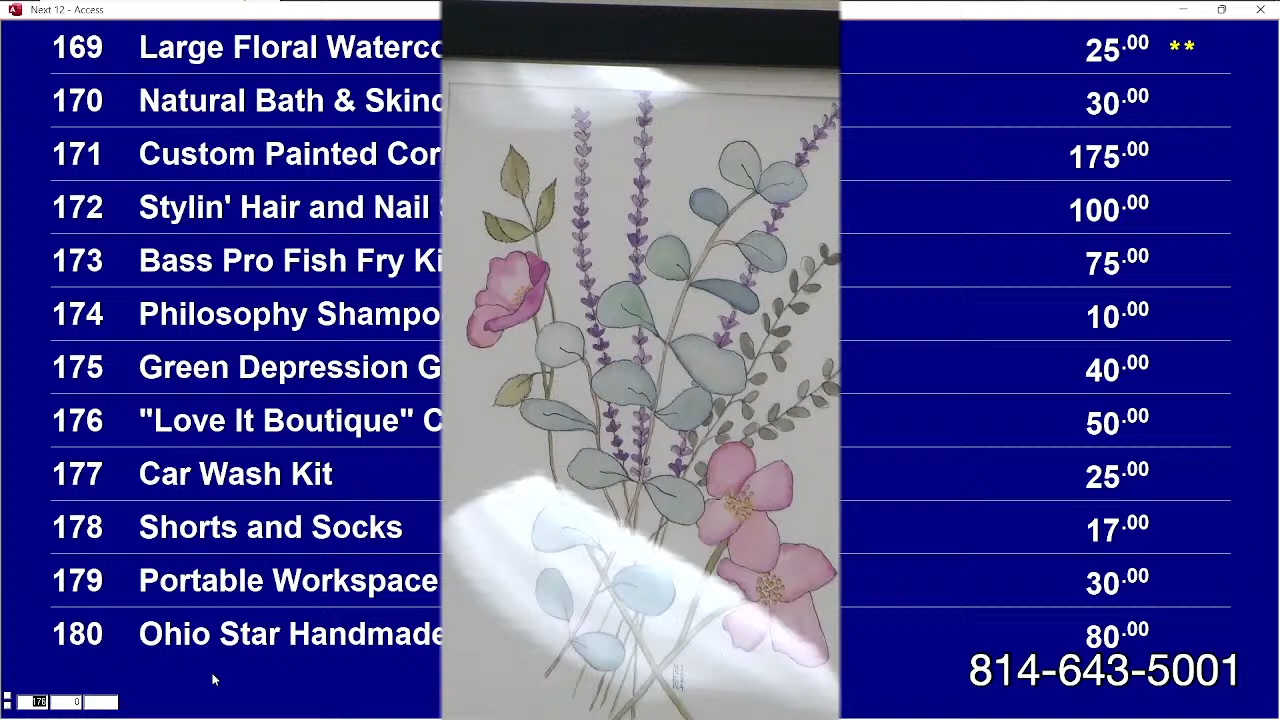 Next 12 - Access
169 Large Floral Waterco 25.00 **
170 Natural Bath & Skinc 30.00
171 Custom Painted Cor 175.00
172 Stylin' Hair and Nail 100.00
173 Bass Pro Fish Fry Ki 75.00
174 Philosophy Shampo 10.00
175 Green Depression G 40.00
176 "Love It Boutique" C 50.00
177 Car Wash Kit 25.00
178 Shorts and Socks 17.00
179 Portable Workspace 30.00
180 Ohio Star Handmade 80.00
814-643-5001
176 0